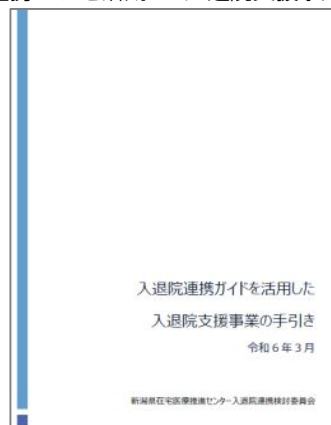 入退院連携ガイドを活用した
入退院支援事業の手引き
令和6年3月
新潟県在宅医療推進センター入退院連携検討委員会